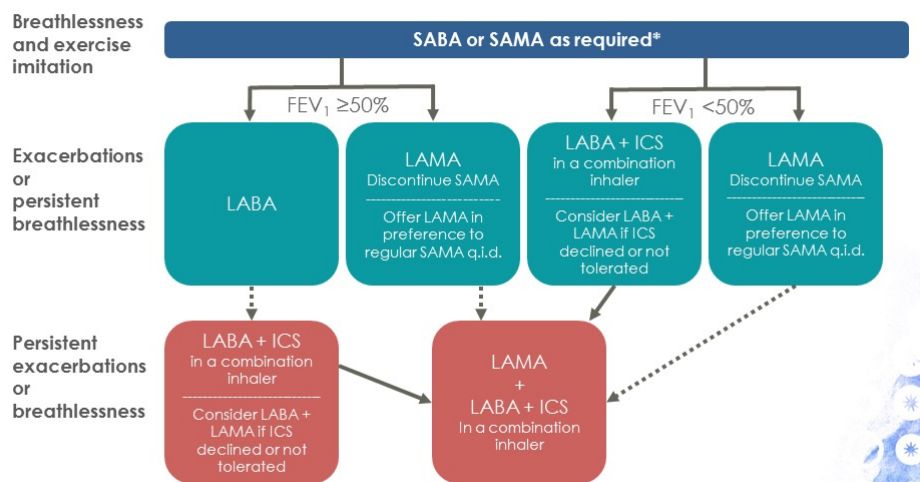 Breathlessness
and exercise
imitation
SABA or SAMA as required*
FEV₁ ≥50%
FEV₁ <50%
Exacerbations
or
persistent
breathlessness
LABA
LAMA
Discontinue SAMA
Offer LAMA in
preference to
regular SAMA q.i.d.
LABA + ICS
in a combination
inhaler
Consider LABA +
LAMA if ICS
declined or not
tolerated
LAMA
Discontinue SAMA
Offer LAMA in
preference to
regular SAMA q.i.d.
Persistent
exacerbations
or
breathlessness
LABA + ICS
in a combination
inhaler
Consider LABA +
LAMA if ICS
declined or not
tolerated
LAMA
+
LABA + ICS
In a combination
inhaler